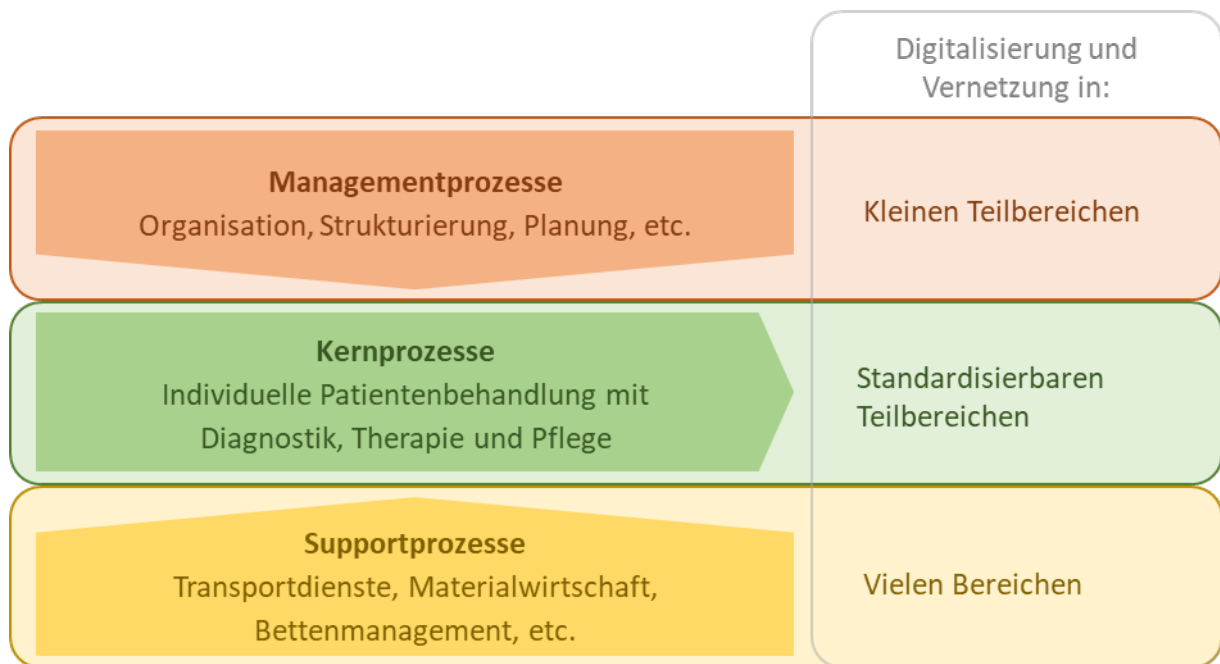 Digitalisierung und
Vernetzung in:
Managementprozesse
Organisation, Strukturierung, Planung, etc.
Kleinen Teilbereichen
Kernprozesse
Individuelle Patientenbehandlung mit
Diagnostik, Therapie und Pflege
Standardisierbaren
Teilbereichen
Supportprozesse
Transportdienste, Materialwirtschaft,
Bettenmanagement, etc.
Vielen Bereichen